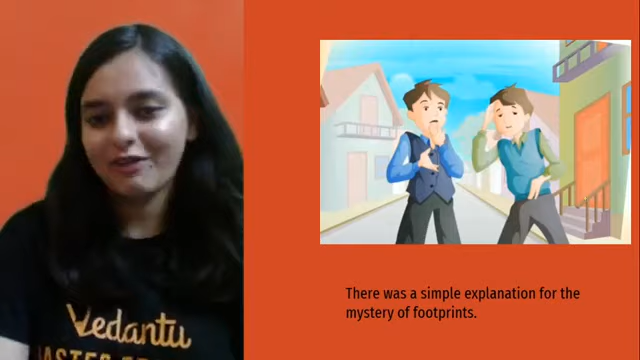 Vedantu
There was a simple explanation for the
mystery of footprints.